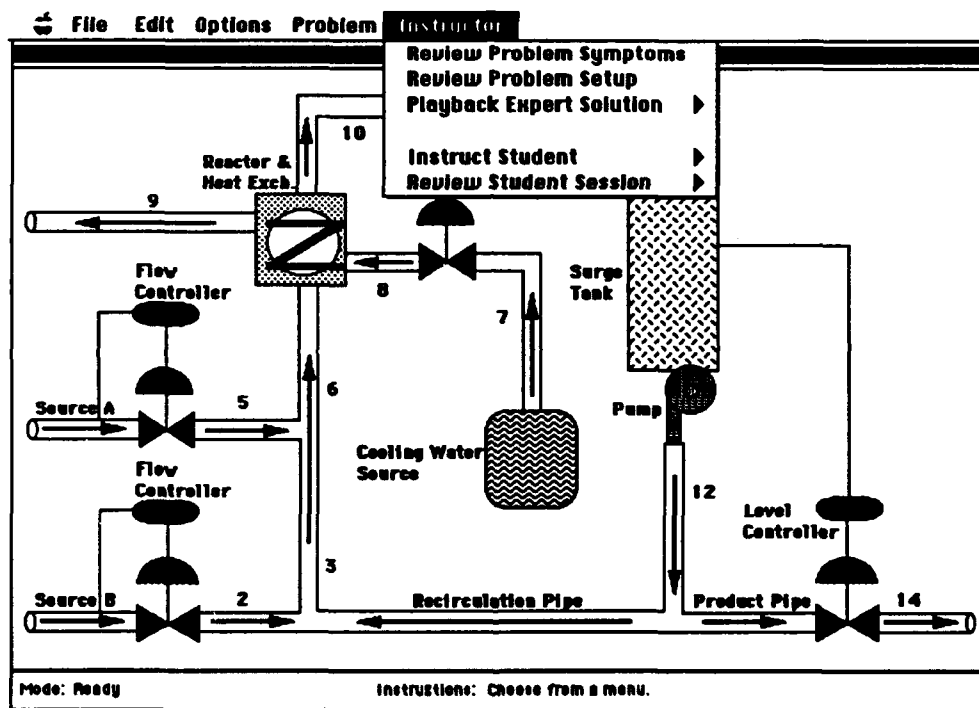 File Edit Options Problem Instructor
Review Problem Symptoms
Review Problem Setup
Playback Expert Solution
Instruct Student
Review Student Session
10
Reactor &
Heat Exch.
9
8
Flow
Controller
7
Surge
Tank
6
Source A
5
Pump
Cooling Water
Source
Flow
Controller
12
Level
Controller
3
Source B
2
Recirculation Pipe
Product Pipe
14
Mode: Ready
Instructions: Choose from a menu.